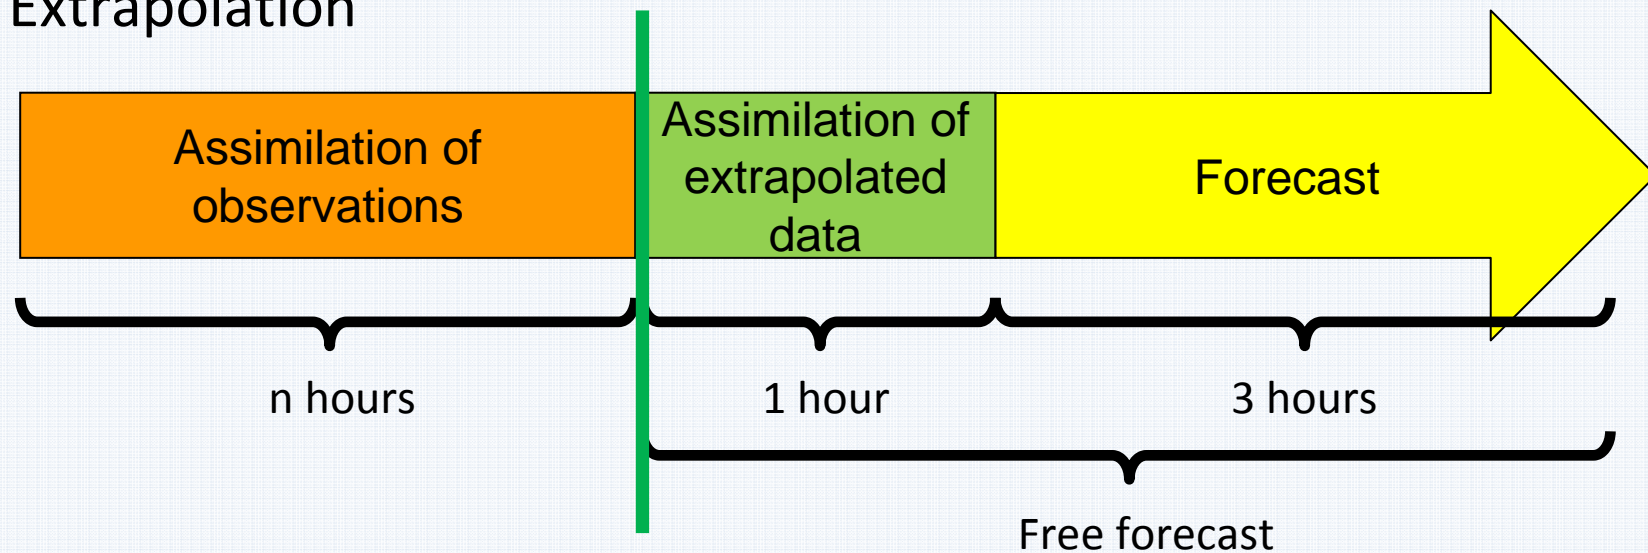 Extrapolation
Assimilation of
observations
Assimilation of
extrapolated
data
Forecast
n hours
1 hour
3 hours
Free forecast